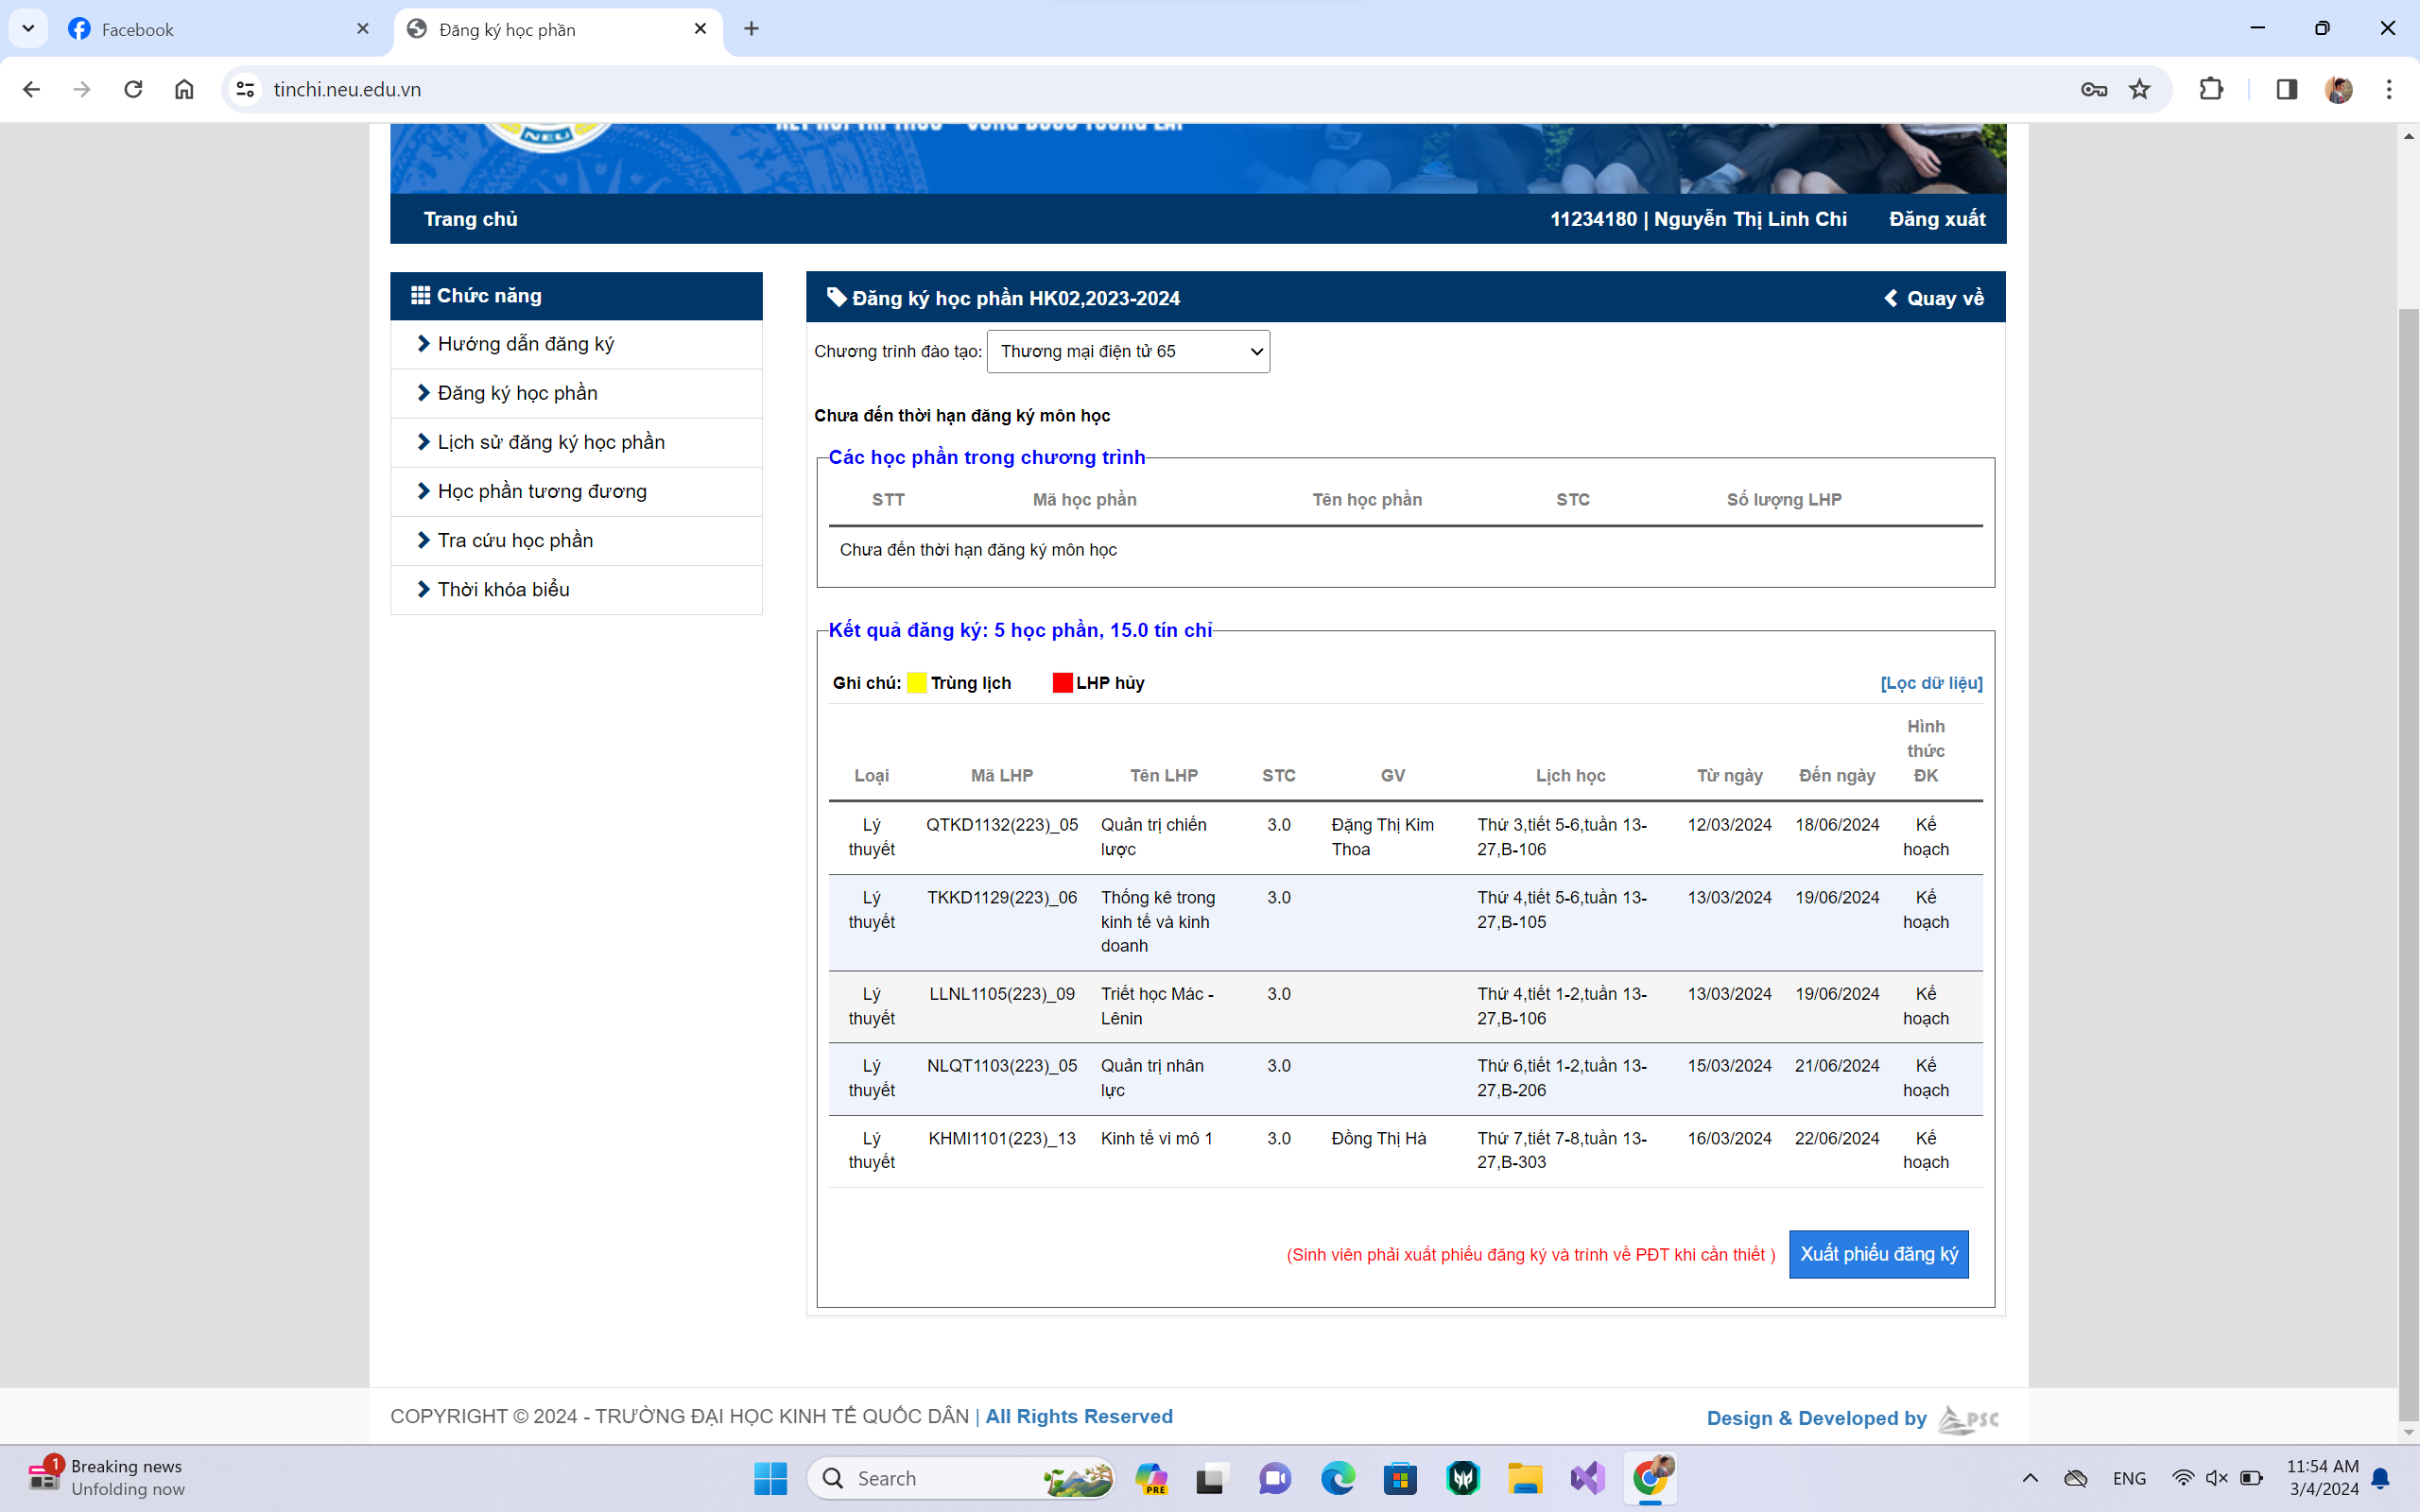 Facebook
Đăng ký học phần
tinchi.neu.edu.vn
NEU
Trang chủ
11234180 | Nguyễn Thị Linh Chi
Đăng xuất
Chức năng
Hướng dẫn đăng ký
Đăng ký học phần
Lịch sử đăng ký học phần
Học phần tương đương
Tra cứu học phần
Thời khóa biểu
Đăng ký học phần HK02,2023-2024
Quay về
Chương trình đào tạo: Thương mại điện tử 65
Chưa đến thời hạn đăng ký môn học
Các học phần trong chương trình
STT Mã học phần Tên học phần STC Số lượng LHP
Chưa đến thời hạn đăng ký môn học
Kết quả đăng ký: 5 học phần, 15.0 tín chỉ
Ghi chú: Trùng lịch LHP hủy [Lọc dữ liệu]
Hình
thức
Loại Mã LHP Tên LHP STC GV Lịch học Từ ngày Đến ngày ĐK
Lý QTKD1132(223)_05 Quản trị chiến 3.0 Đặng Thị Kim Thứ 3,tiết 5-6,tuần 13- 12/03/2024 18/06/2024 Kế
thuyết lược Thoa 27,B-106 hoạch
Lý TKKD1129(223)_06 Thống kê trong 3.0 Thứ 4,tiết 5-6,tuần 13- 13/03/2024 19/06/2024 Kế
thuyết kinh tế và kinh 27,B-105 hoạch
doanh
Lý LLNL1105(223)_09 Triết học Mác - 3.0 Thứ 4,tiết 1-2,tuần 13- 13/03/2024 19/06/2024 Kế
thuyết Lênin 27,B-106 hoạch
Lý NLQT1103(223)_05 Quản trị nhân 3.0 Thứ 6,tiết 1-2,tuần 13- 15/03/2024 21/06/2024 Kế
thuyết lực 27,B-206 hoạch
Lý KHMI1101(223)_13 Kinh tế vi mô 1 3.0 Đồng Thị Hà Thứ 7,tiết 7-8,tuần 13- 16/03/2024 22/06/2024 Kế
thuyết 27,B-303 hoạch
(Sinh viên phải xuất phiếu đăng ký và trình về PĐT khi cần thiết ) Xuất phiếu đăng ký
COPYRIGHT © 2024 - TRƯỜNG ĐẠI HỌC KINH TẾ QUỐC DÂN | All Rights Reserved
Design & Developed by PSC
1
Breaking news
Unfolding now
Search
PRE
ENG
11:54 AM
3/4/2024